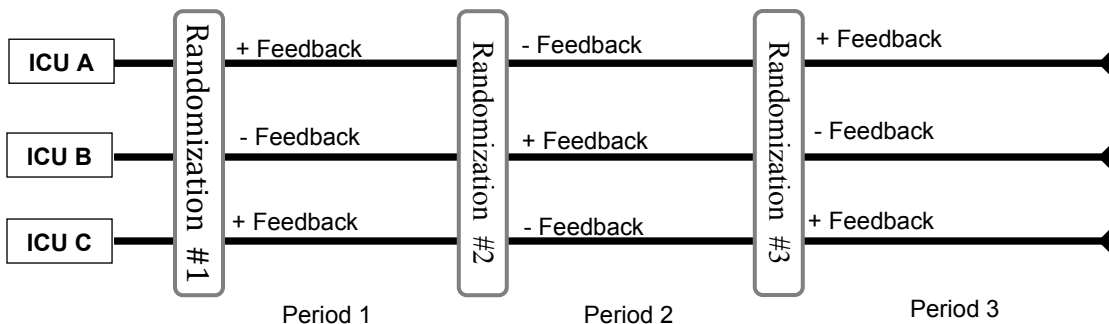 ICU A
ICU B
ICU C
Randomization #1
+ Feedback
- Feedback
+ Feedback
Randomization #2
- Feedback
+ Feedback
- Feedback
Randomization #3
+ Feedback
- Feedback
+ Feedback
Period 1
Period 2
Period 3